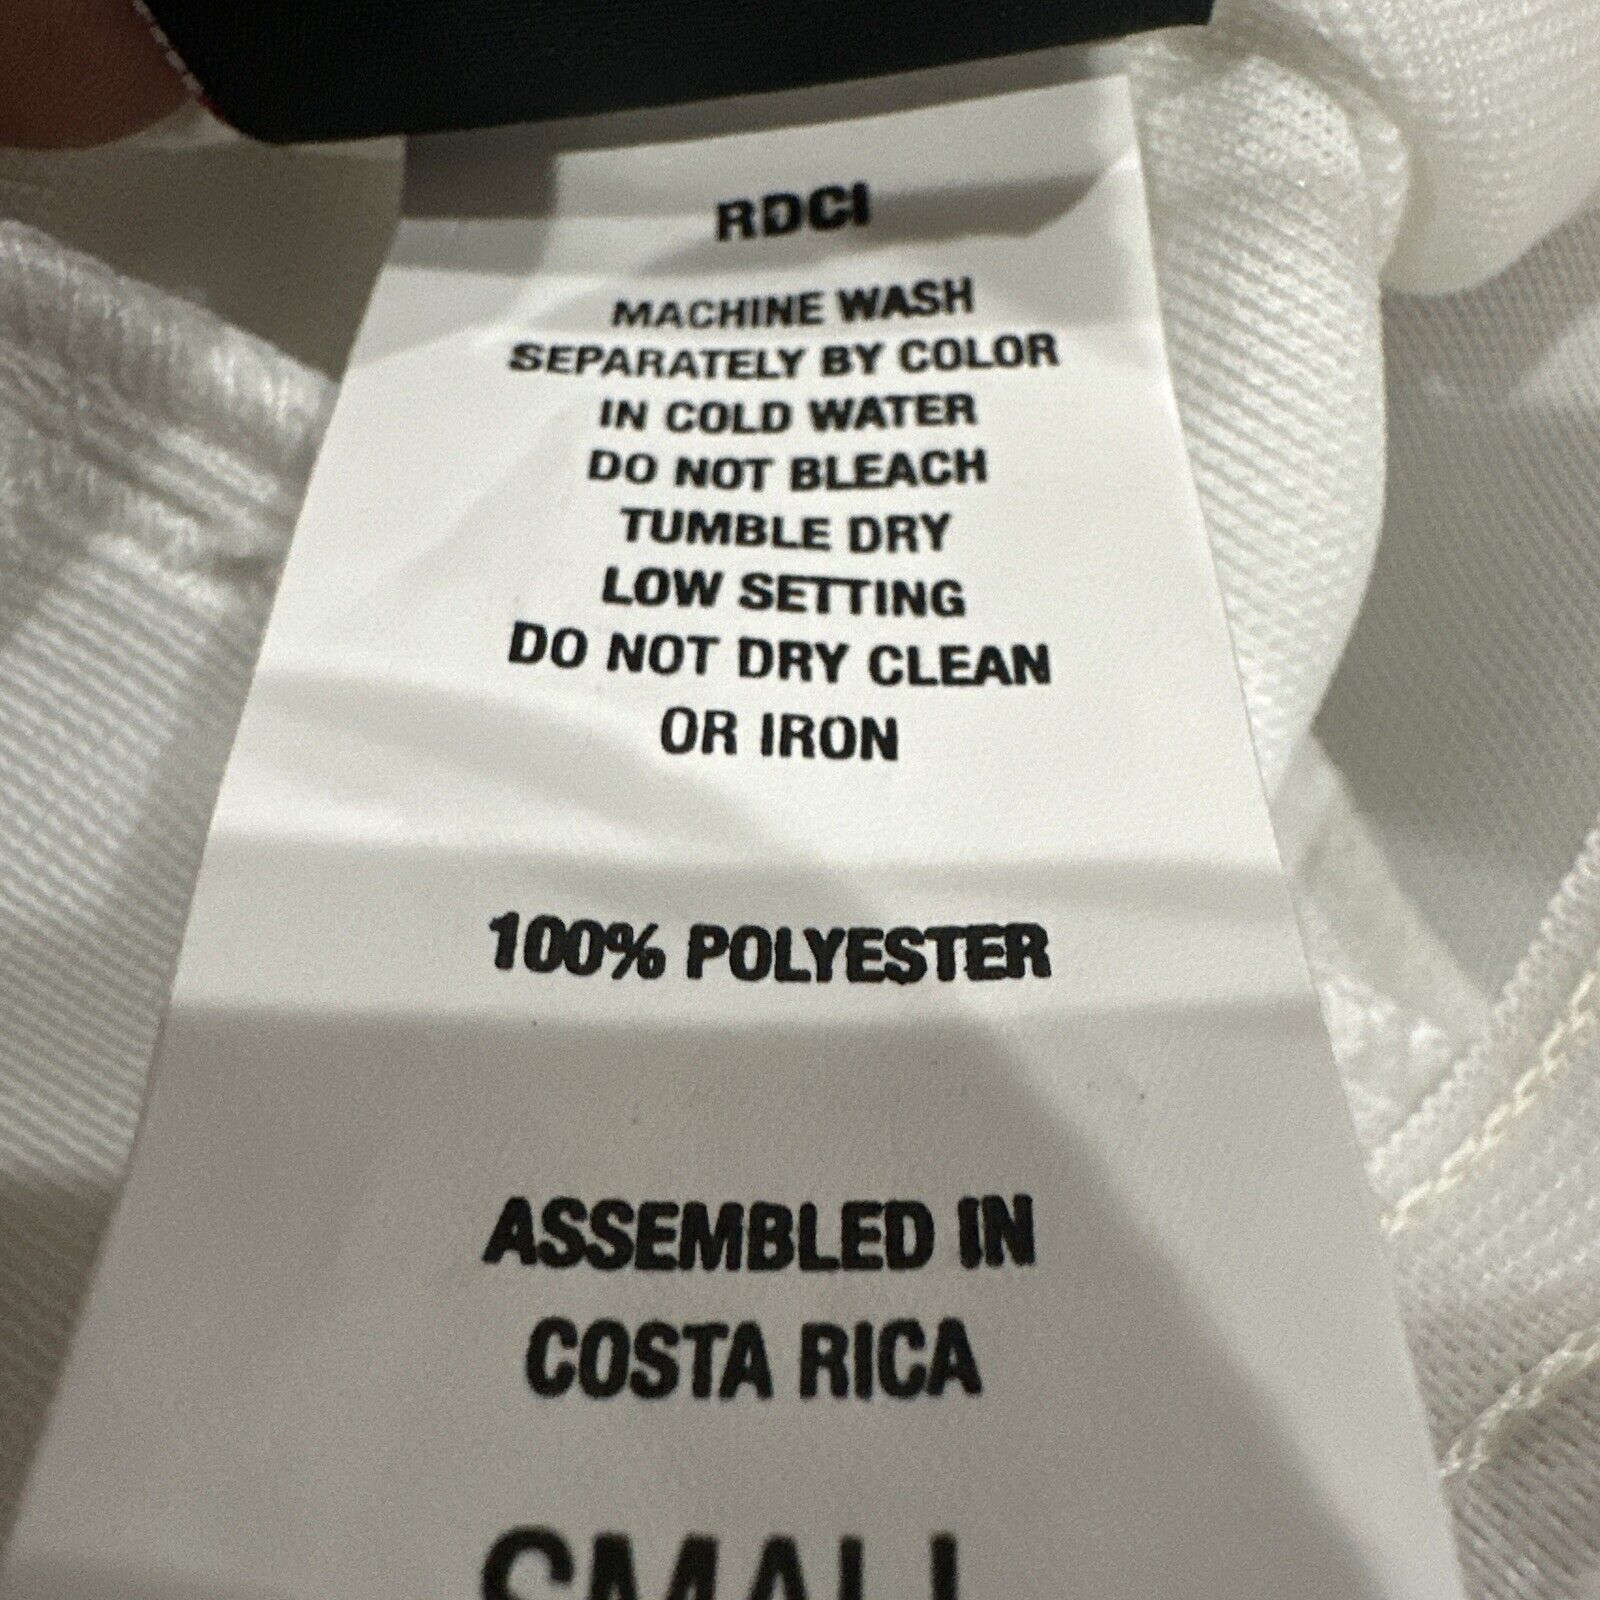 RDCI
MACHINE WASH
SEPARATELY BY COLOR
IN COLD WATER
DO NOT BLEACH
TUMBLE DRY
LOW SETTING
DO NOT DRY CLEAN
OR IRON
100% POLYESTER
ASSEMBLED IN
COSTA RICA
SMALL